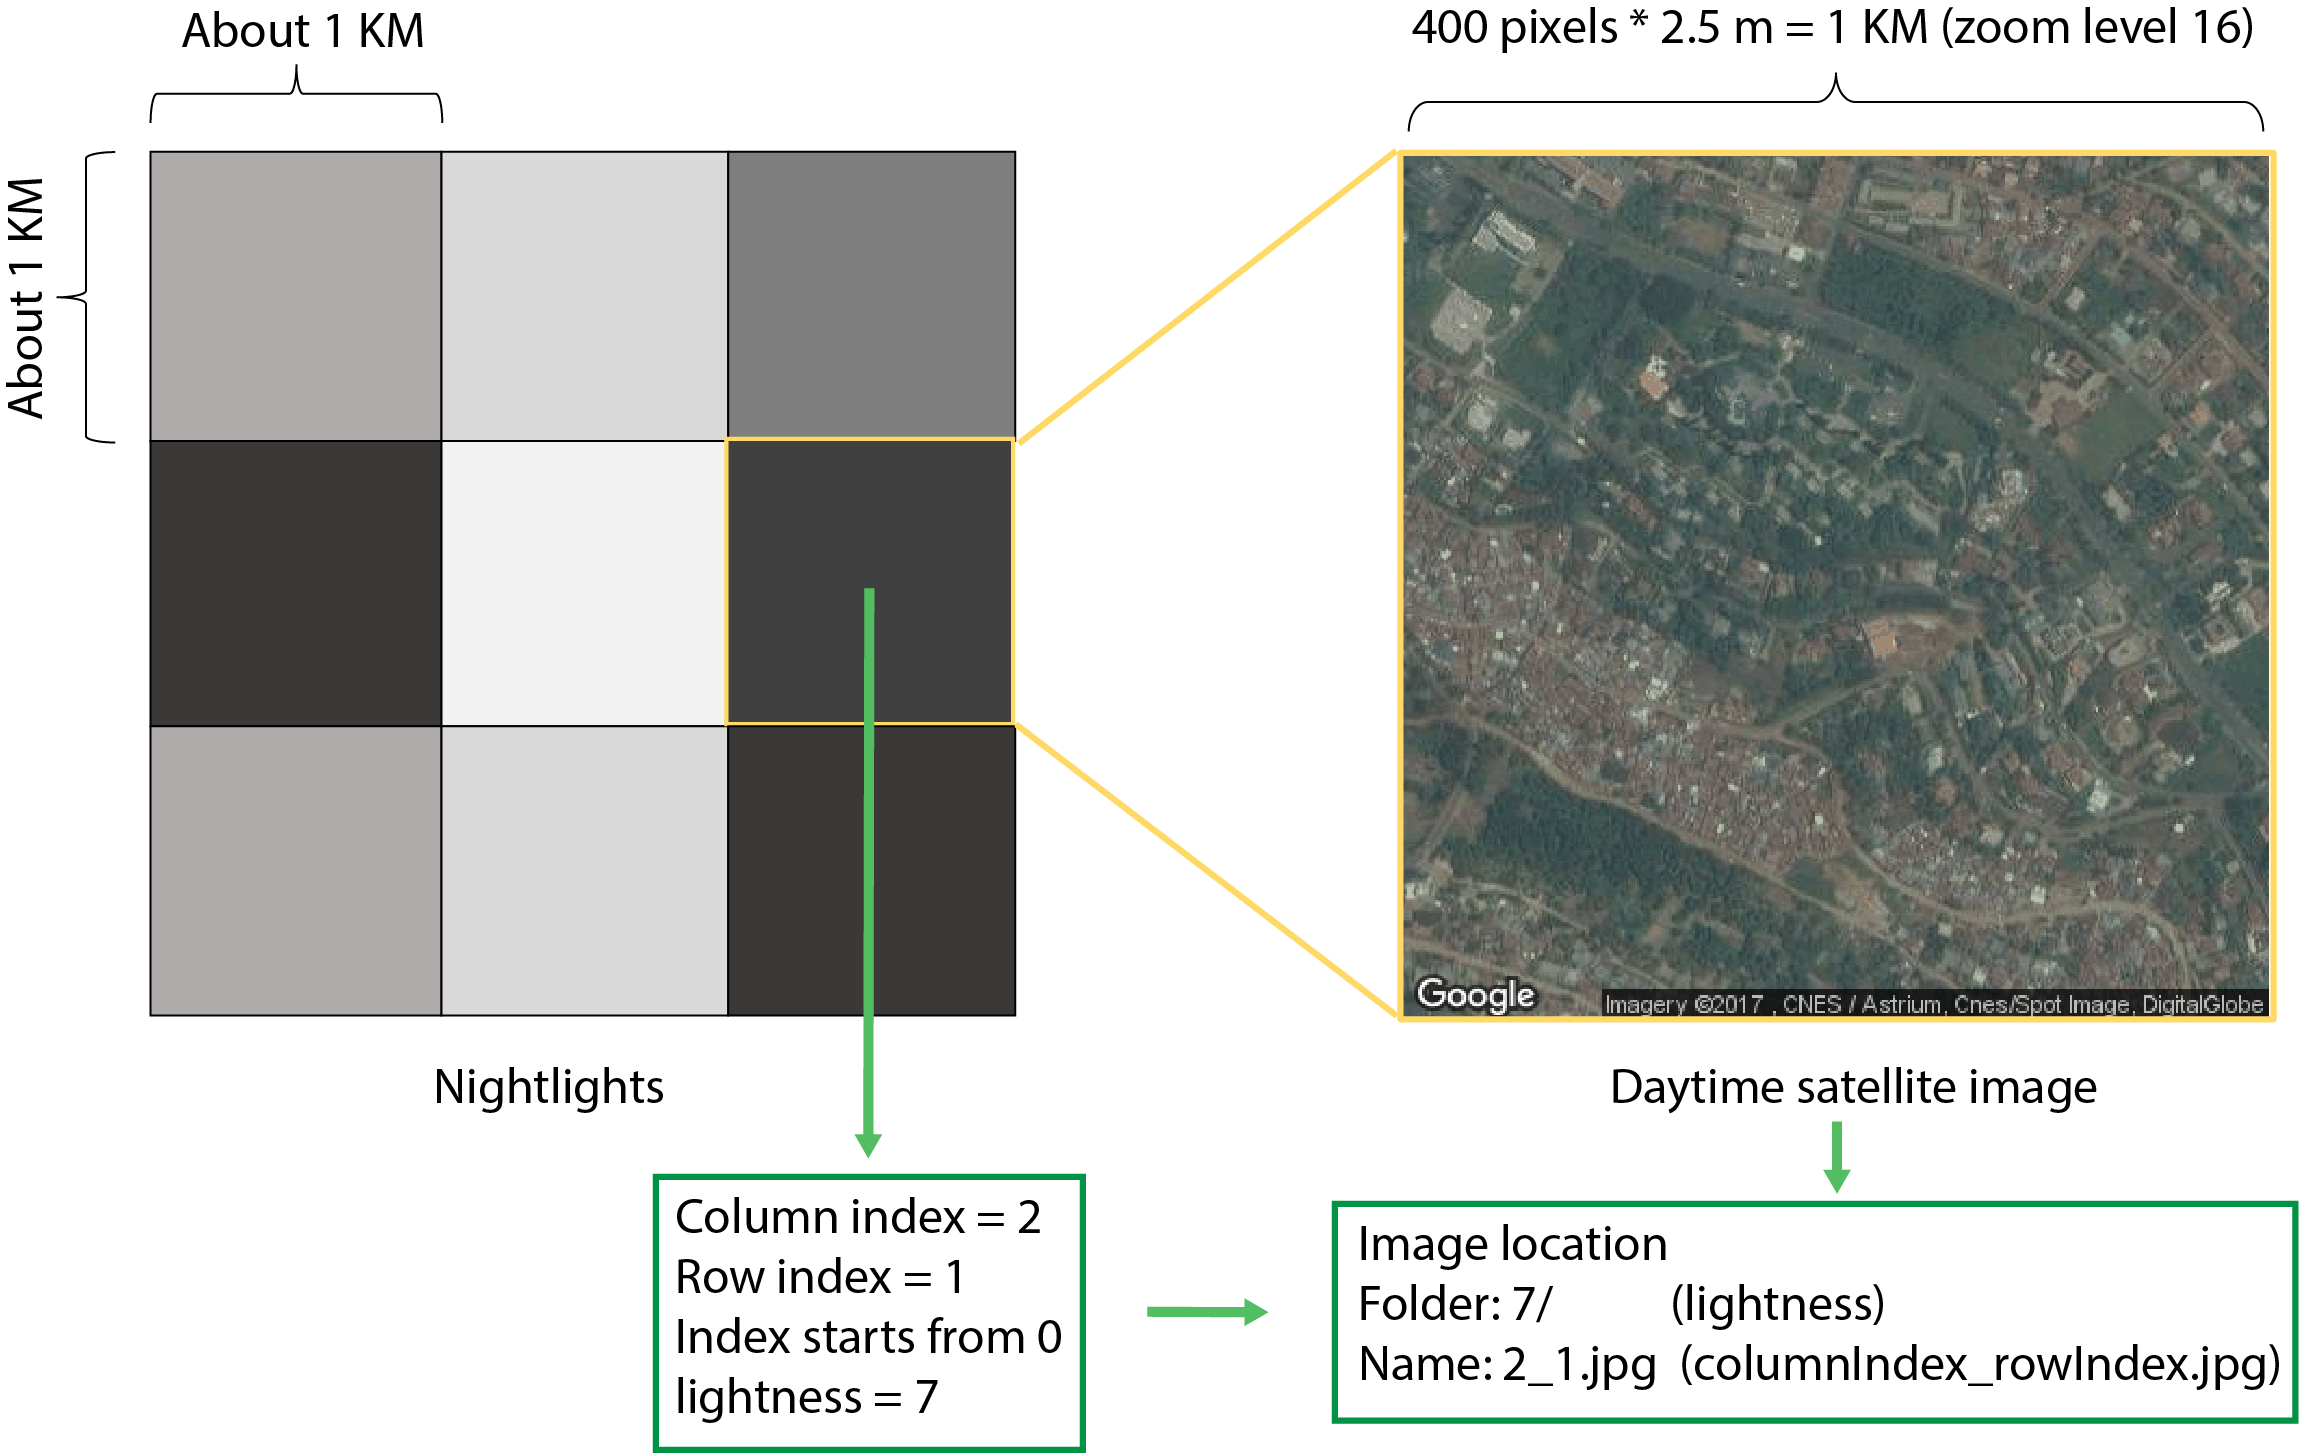 About 1 KM
400 pixels * 2.5 m = 1 KM (zoom level 16)
About 1 KM
Google
Imagery ©2017 , CNES / Astrium, Cnes/Spot Image, DigitalGlobe
Nightlights
Daytime satellite image
Column index = 2
Row index = 1
Index starts from 0
lightness = 7
Image location
Folder: 7/ (lightness)
Name: 2_1.jpg (columnIndex_rowIndex.jpg)